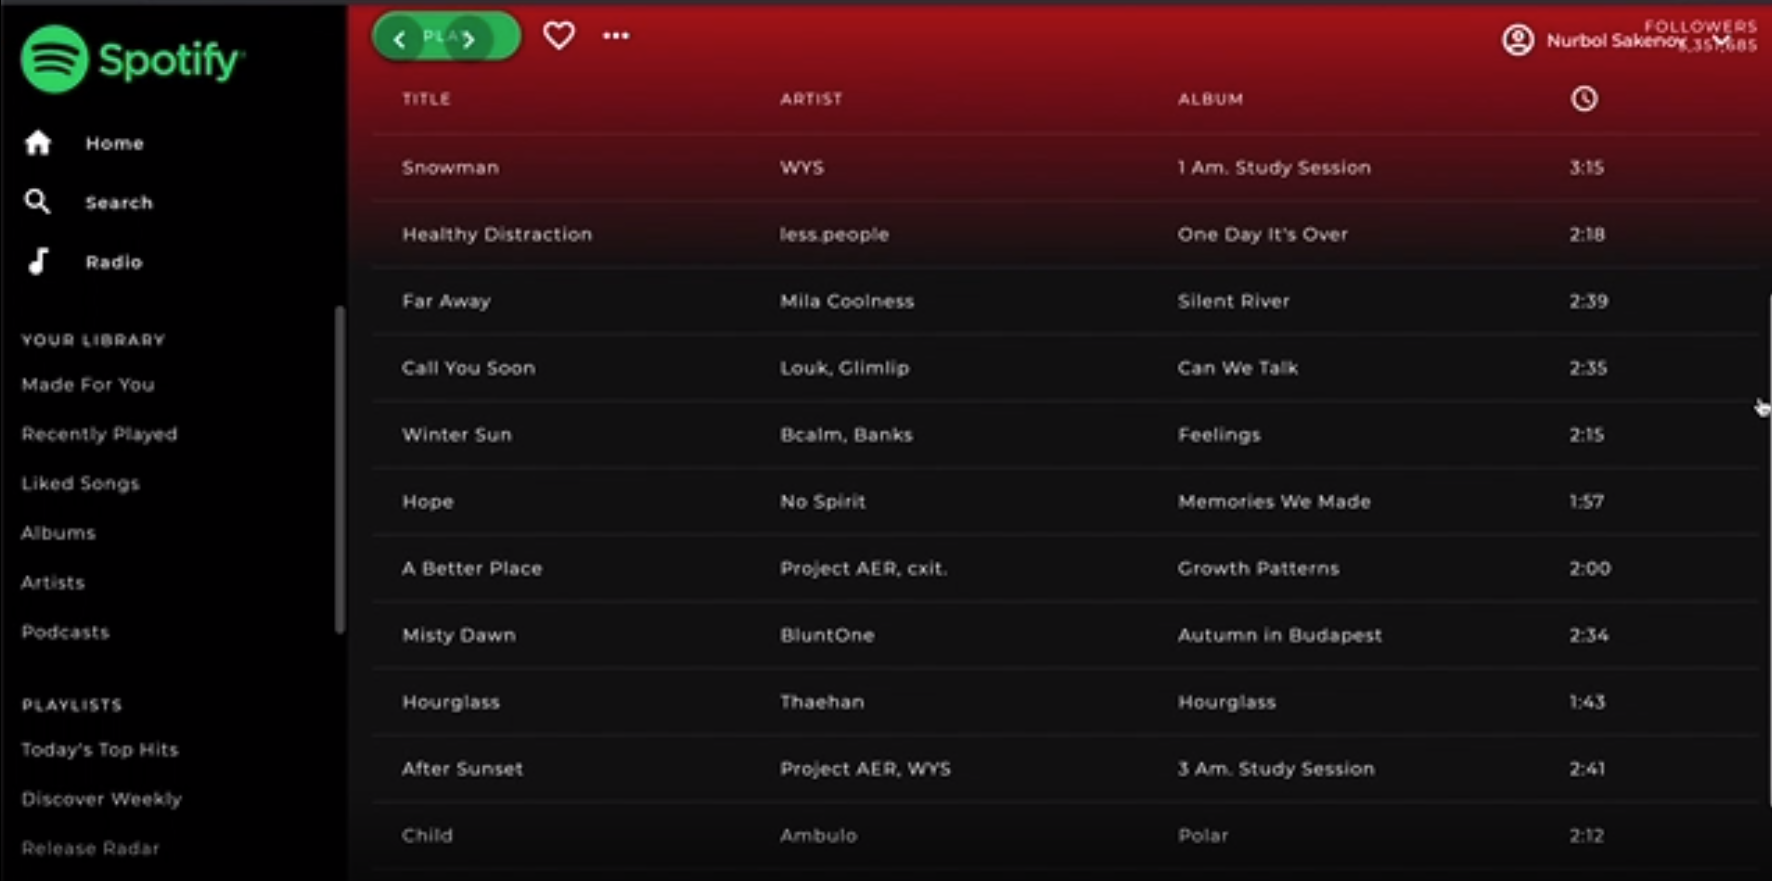 Spotify
Home
Search
Radio
YOUR LIBRARY
Made For You
Recently Played
Liked Songs
Albums
Artists
Podcasts
PLAYLISTS
Today's Top Hits
Discover Weekly
Release Radar
PLAY
FOLLOWERS
Nurbol Sakenov
TITLE ARTIST ALBUM
Snowman WYS 1 Am. Study Session 3:15
Healthy Distraction less.people One Day It's Over 2:18
Far Away Mila Coolness Silent River 2:39
Call You Soon Louk, Glimlip Can We Talk 2:35
Winter Sun Bcalm, Banks Feelings 2:15
Hope No Spirit Memories We Made 1:57
A Better Place Project AER, cxit. Growth Patterns 2:00
Misty Dawn BluntOne Autumn in Budapest 2:34
Hourglass Thaehan Hourglass 1:43
After Sunset Project AER, WYS 3 Am. Study Session 2:41
Child Ambulo Polar 2:12